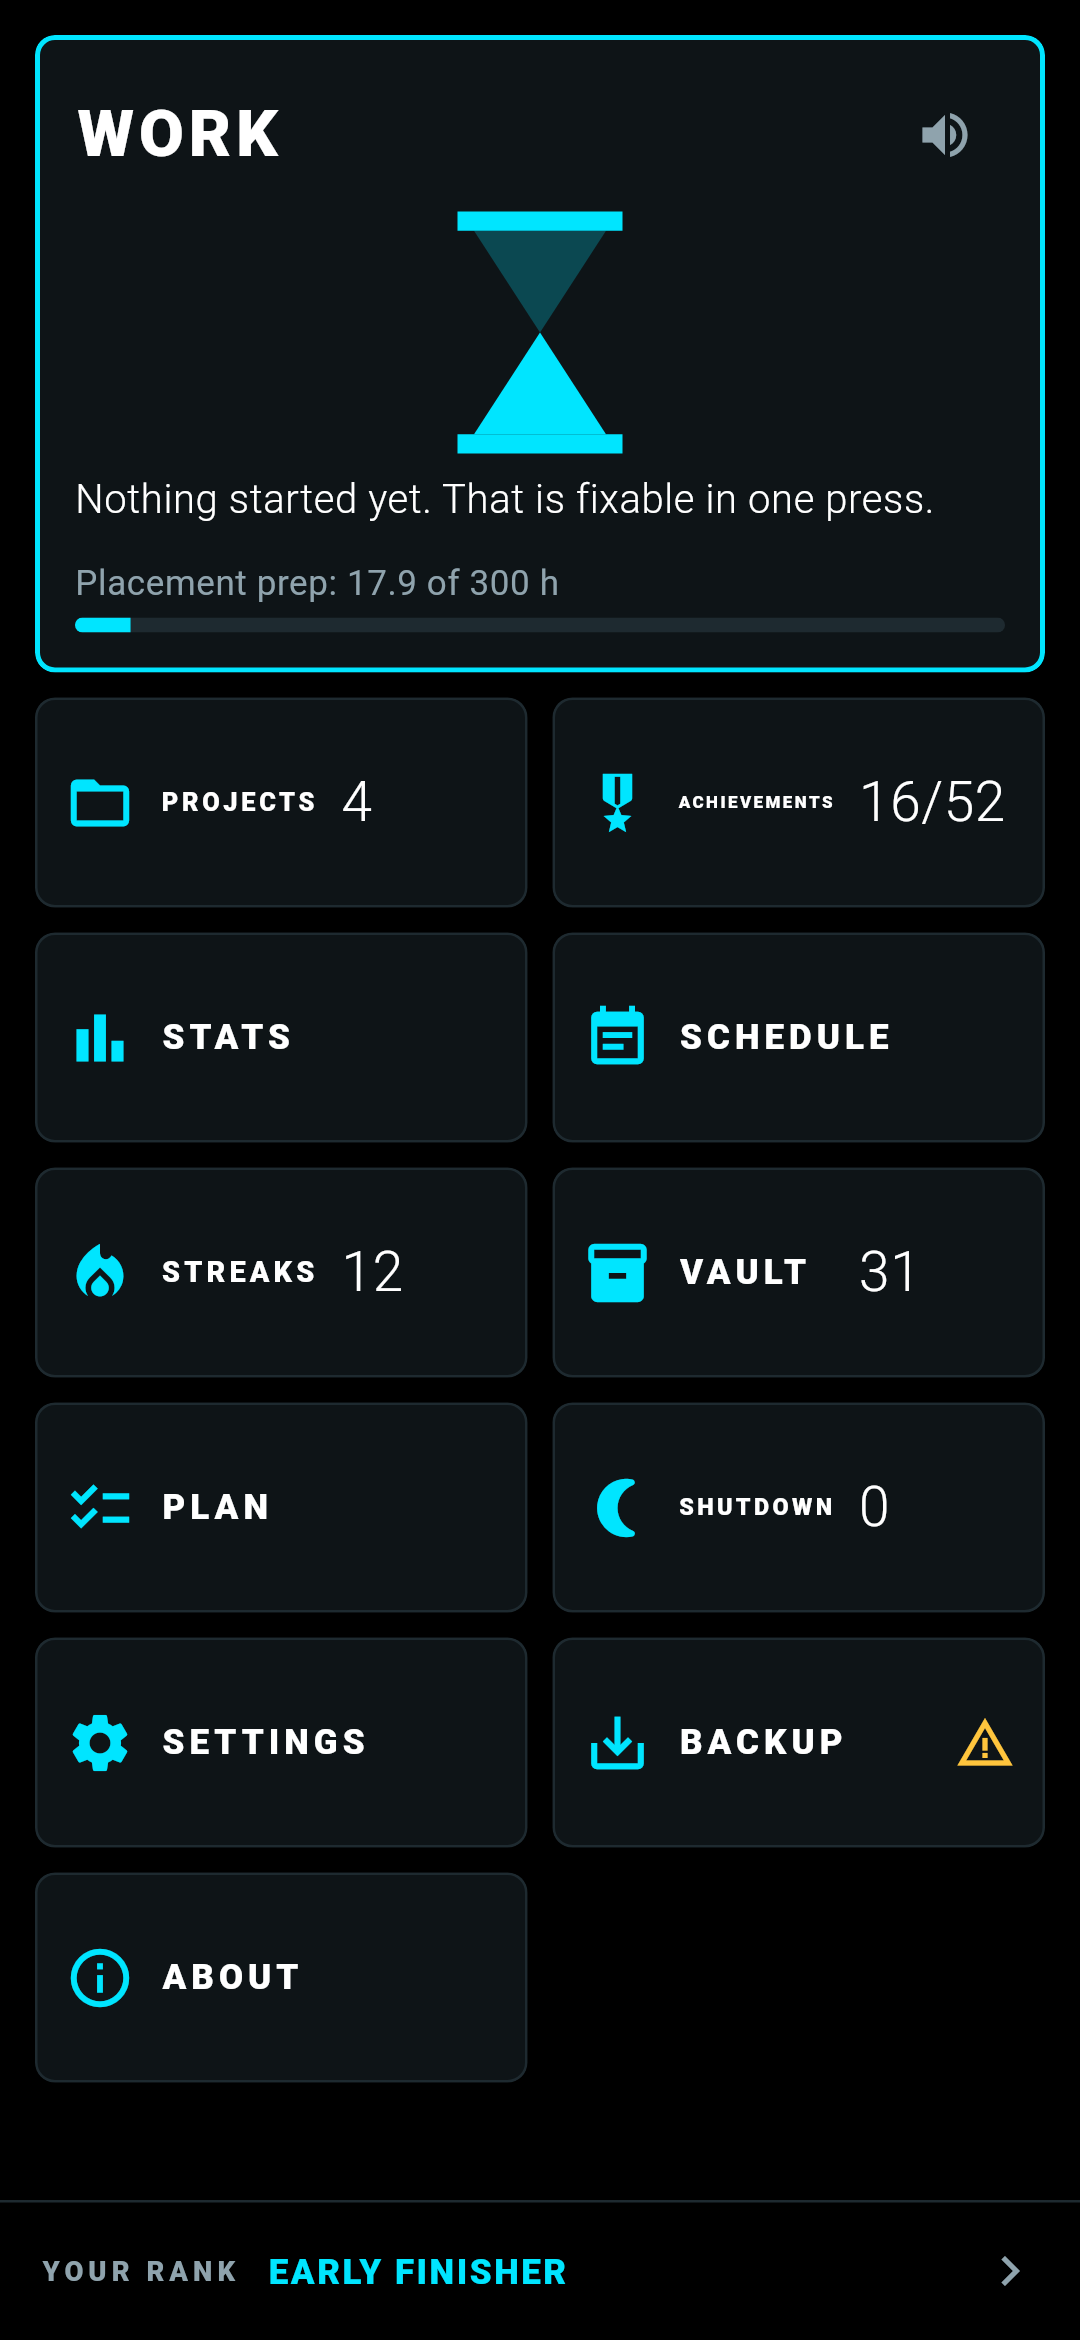 WORK
Nothing started yet. That is fixable in one press.
Placement prep: 17.9 of 300 h
PROJECTS 4
ACHIEVEMENTS 16/52
STATS
SCHEDULE
STREAKS 12
VAULT 31
PLAN
SHUTDOWN 0
SETTINGS
BACKUP
ABOUT
YOUR RANK EARLY FINISHER